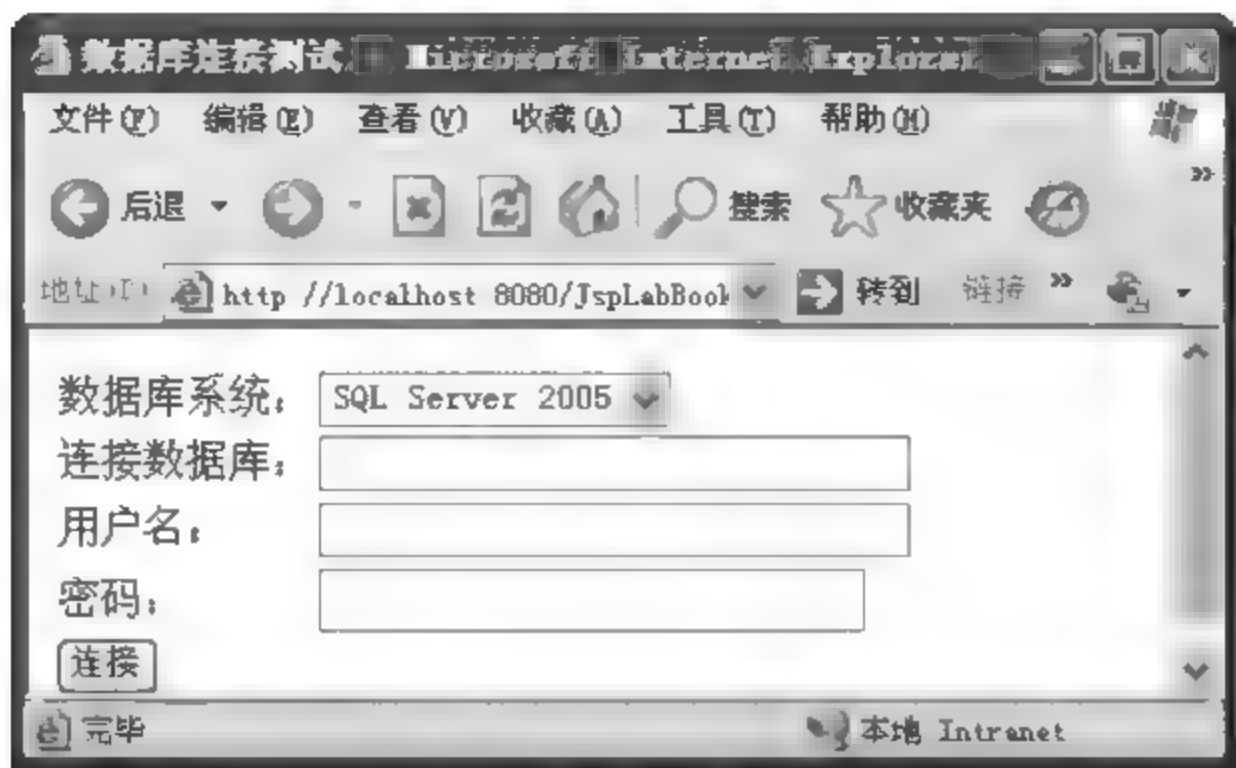 数据库连接测试 - Microsoft Internet Explorer
文件(F) 编辑(E) 查看(V) 收藏(A) 工具(T) 帮助(H)
后退 搜索 收藏夹 »
地址(D) http //localhost 8080/JspLabBook 转到 链接 »
数据库系统: SQL Server 2005
连接数据库:
用户名:
密码:
连接
完毕 本地 Intranet